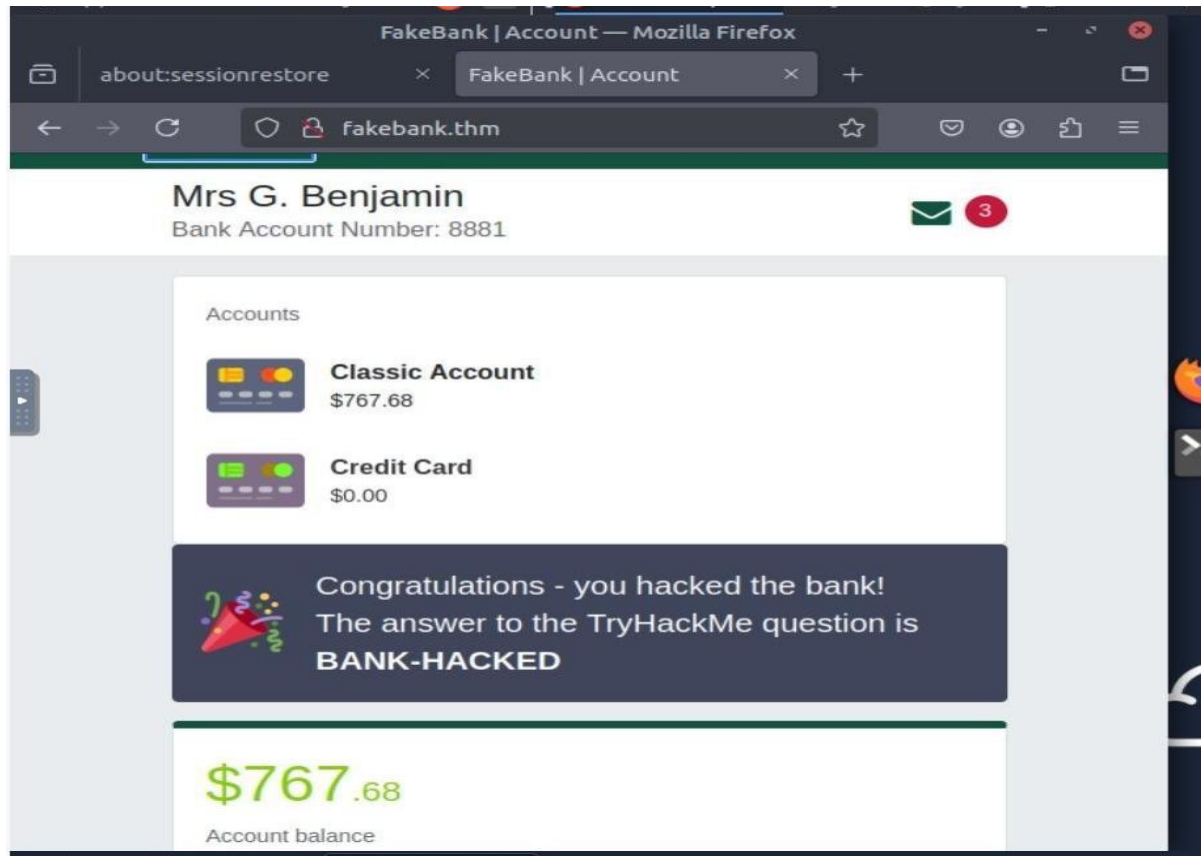 FakeBank | Account — Mozilla Firefox
about:sessionrestore
FakeBank | Account
fakebank.thm
Mrs G. Benjamin
3
Bank Account Number: 8881
Accounts
Classic Account
$767.68
Credit Card
$0.00
Congratulations - you hacked the bank!
The answer to the TryHackMe question is
BANK-HACKED
$767.68
Account balance